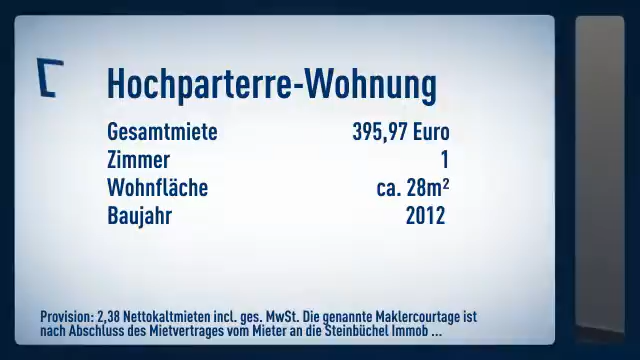 Hochparterre-Wohnung
Gesamtmiete 395,97 Euro
Zimmer 1
Wohnfläche ca. 28m²
Baujahr 2012
Provision: 2,38 Nettokaltmieten incl. ges. MwSt. Die genannte Maklercourtage ist
nach Abschluss des Mietvertrages vom Mieter an die Steinbüchel Immob ...